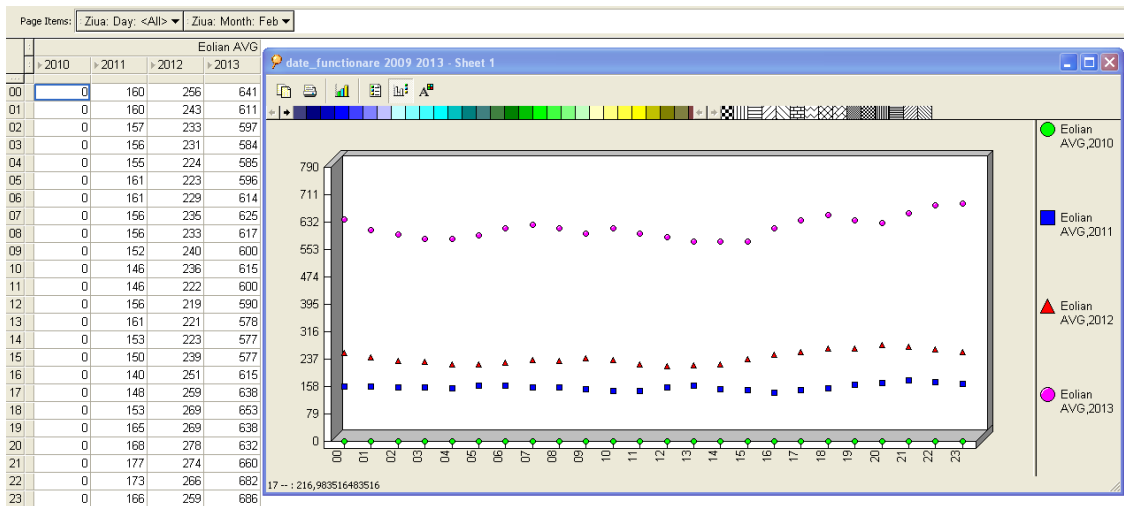 Page Items: Ziua: Day: <All> Ziua: Month: Feb
Eolian AVG
2010 2011 2012 2013
00 0 160 256 641
01 0 160 243 611
02 0 157 233 597
03 0 156 231 584
04 0 155 224 585
05 0 161 223 596
06 0 161 229 614
07 0 156 235 625
08 0 156 233 617
09 0 152 240 600
10 0 146 236 615
11 0 146 222 600
12 0 156 219 590
13 0 161 221 578
14 0 153 223 577
15 0 150 239 577
16 0 140 251 615
17 0 148 259 638
18 0 153 269 653
19 0 165 269 638
20 0 168 278 632
21 0 177 274 660
22 0 173 266 682
23 0 166 259 686
date_functionare 2009 2013 - Sheet 1
A
790
711
632
553
474
395
316
237
158
79
0
00 01 02 03 04 05 06 07 08 09 10 11 12 13 14 15 16 17 18 19 20 21 22 23
Eolian
AVG,2010
Eolian
AVG,2011
Eolian
AVG,2012
Eolian
AVG,2013
17 -- : 216,983516483516